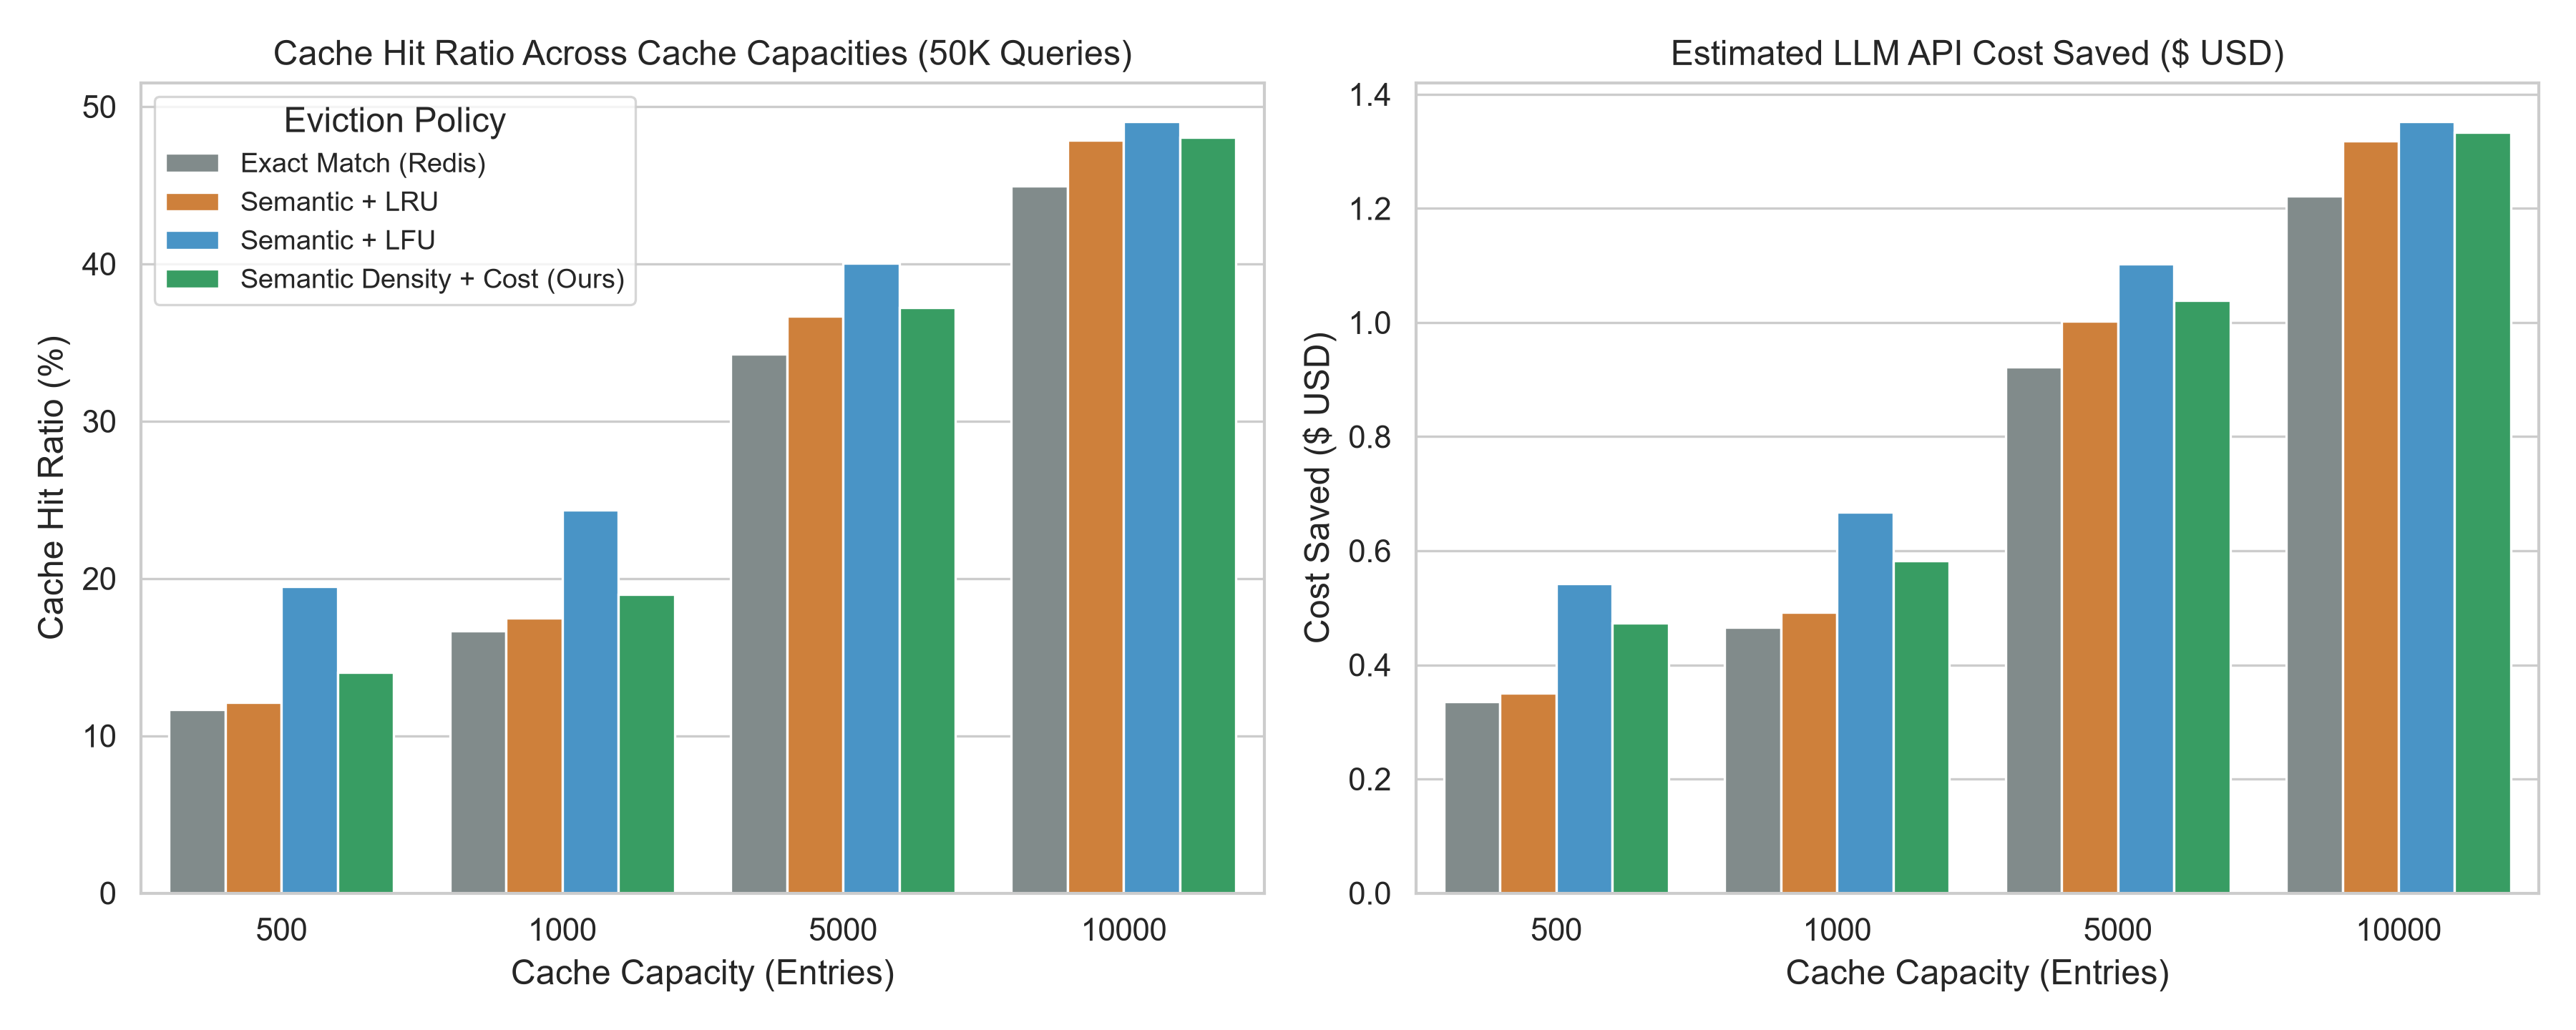 Cache Hit Ratio Across Cache Capacities (50K Queries)
Cache Hit Ratio (%)
50
40
30
20
10
0
Eviction Policy
Exact Match (Redis)
Semantic + LRU
Semantic + LFU
Semantic Density + Cost (Ours)
500 1000 5000 10000
Cache Capacity (Entries)
Estimated LLM API Cost Saved ($ USD)
Cost Saved ($ USD)
1.4
1.2
1.0
0.8
0.6
0.4
0.2
0.0
500 1000 5000 10000
Cache Capacity (Entries)